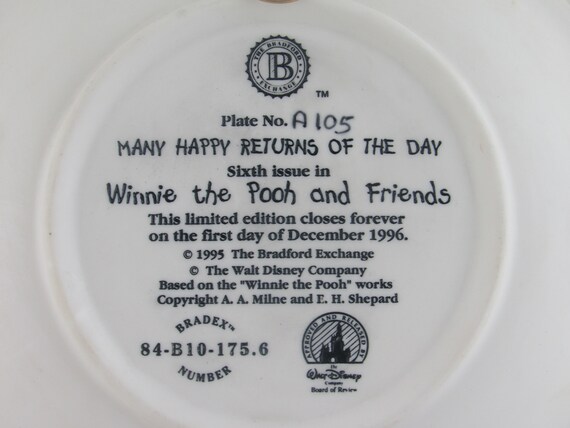 THE BRADFORD
B
EXCHANGE
TM
Plate No. A105
MANY HAPPY RETURNS OF THE DAY
Sixth issue in
Winnie the Pooh and Friends
This limited edition closes forever
on the first day of December 1996.
© 1995 The Bradford Exchange
© The Walt Disney Company
Based on the "Winnie the Pooh" works
Copyright A. A. Milne and E. H. Shepard
BRADEX™
84-B10-175.6
NUMBER
APPROVED AND RELEASED BY
The
WALT DISNEY
Company
Board of Review